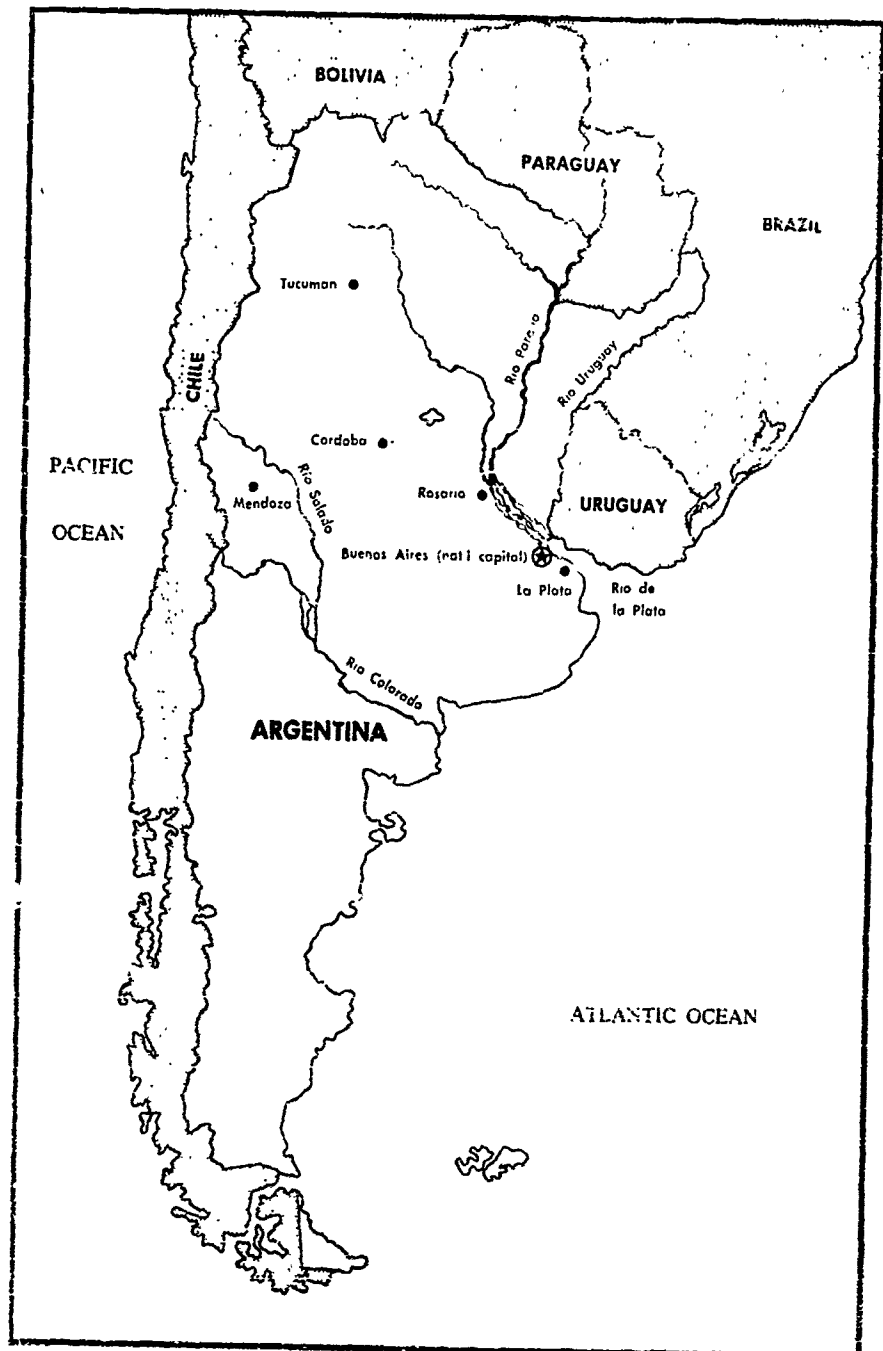 BOLIVIA
PARAGUAY
BRAZIL
Tucuman
CHILE
Rio
Rio Uruguay
PACIFIC
OCEAN
Cordoba
Rio Salado
Mendoza
Rosario
URUGUAY
Buenos Aires (nat'l capital)
La Plata
Rio de
la Plata
Rio Colorado
ARGENTINA
ATLANTIC OCEAN